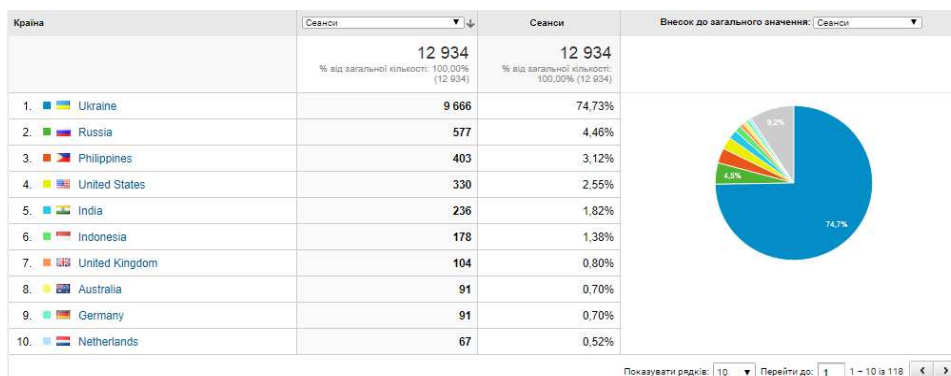 Країна Сеанси Сеанси Внесок до загального значення: Сеанси
12 934 12 934
% від загальної кількості: 100,00% (12 934) % від загальної кількості: 100,00% (12 934)
1. Ukraine 9 666 74,73%
2. Russia 577 4,46%
3. Philippines 403 3,12%
4. United States 330 2,55%
5. India 236 1,82%
6. Indonesia 178 1,38%
7. United Kingdom 104 0,80%
8. Australia 91 0,70%
9. Germany 91 0,70%
10. Netherlands 67 0,52%
9,2%
4,5%
74,7%
Показувати рядків: 10 Перейти до: 1 1 – 10 із 118